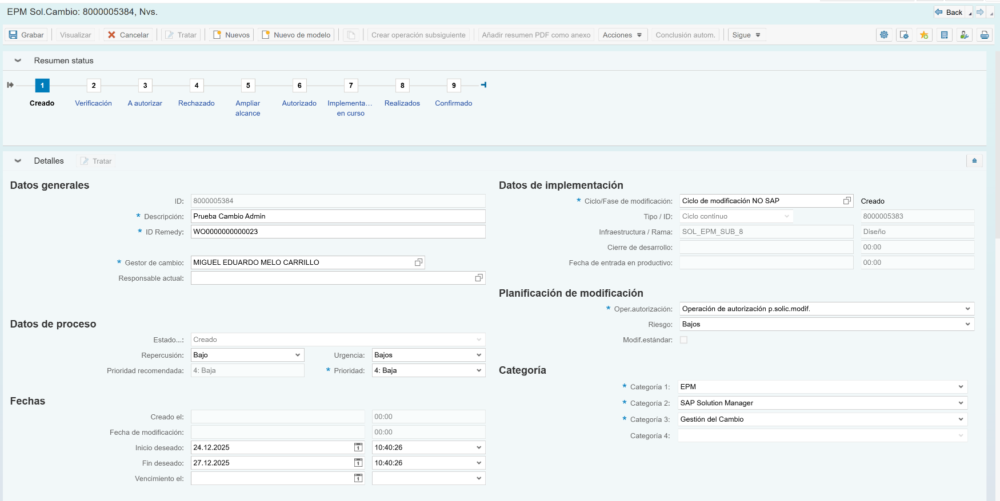 EPM Sol.Cambio: 8000005384, Nvs.
Back
Grabar Visualizar Cancelar Tratar Nuevos Nuevo de modelo Crear operación subsiguiente Añadir resumen PDF como anexo Acciones Conclusión autom. Sigue
Resumen status
1 2 3 4 5 6 7 8 9
Creado Verificación A autorizar Rechazado Ampliar alcance Autorizado Implementa... en curso Realizados Confirmado
Detalles Tratar
Datos generales
ID: 8000005384
* Descripción: Prueba Cambio Admin
* ID Remedy: WO0000000000023
* Gestor de cambio: MIGUEL EDUARDO MELO CARRILLO
Responsable actual:
Datos de proceso
Estado...: Creado
Repercusión: Bajo Urgencia: Bajos
Prioridad recomendada: 4: Baja * Prioridad: 4: Baja
Fechas
Creado el: 00:00
Fecha de modificación: 00:00
Inicio deseado: 24.12.2025 10:40:26
Fin deseado: 27.12.2025 10:40:26
Vencimiento el:
Datos de implementación
* Ciclo/Fase de modificación: Ciclo de modificación NO SAP Creado
Tipo / ID: Ciclo continuo 8000005383
Infraestructura / Rama: SOL_EPM_SUB_8 Diseño
Cierre de desarrollo: 00:00
Fecha de entrada en productivo: 00:00
Planificación de modificación
* Oper.autorización: Operación de autorización p.solic.modif.
Riesgo: Bajos
Modif.estándar:
Categoría
* Categoría 1: EPM
* Categoría 2: SAP Solution Manager
* Categoría 3: Gestión del Cambio
Categoría 4: